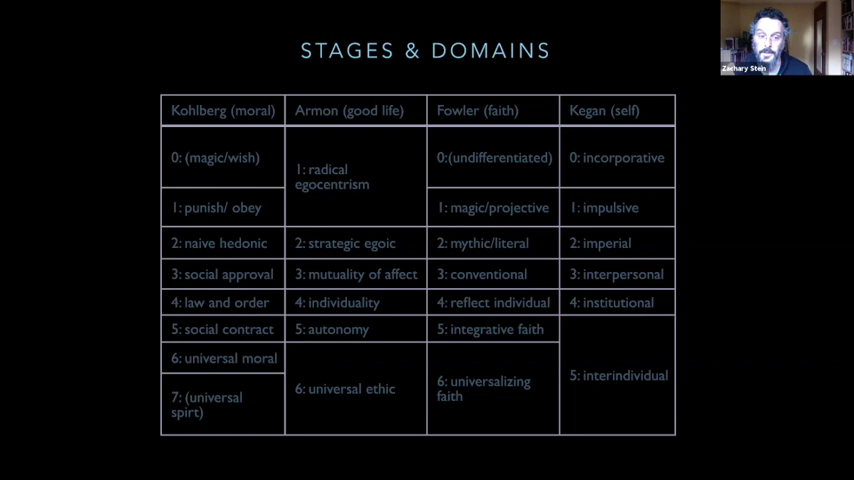 STAGES & DOMAINS
Zachary Stein
Kohlberg (moral) Armon (good life) Fowler (faith) Kegan (self)
0: (magic/wish) 1: radical egocentrism 0:(undifferentiated) 0: incorporative
1: punish/ obey 1: magic/projective 1: impulsive
2: naive hedonic 2: strategic egoic 2: mythic/literal 2: imperial
3: social approval 3: mutuality of affect 3: conventional 3: interpersonal
4: law and order 4: individuality 4: reflect individual 4: institutional
5: social contract 5: autonomy 5: integrative faith 5: interindividual
6: universal moral 6: universal ethic 6: universalizing faith
7: (universal spirt)